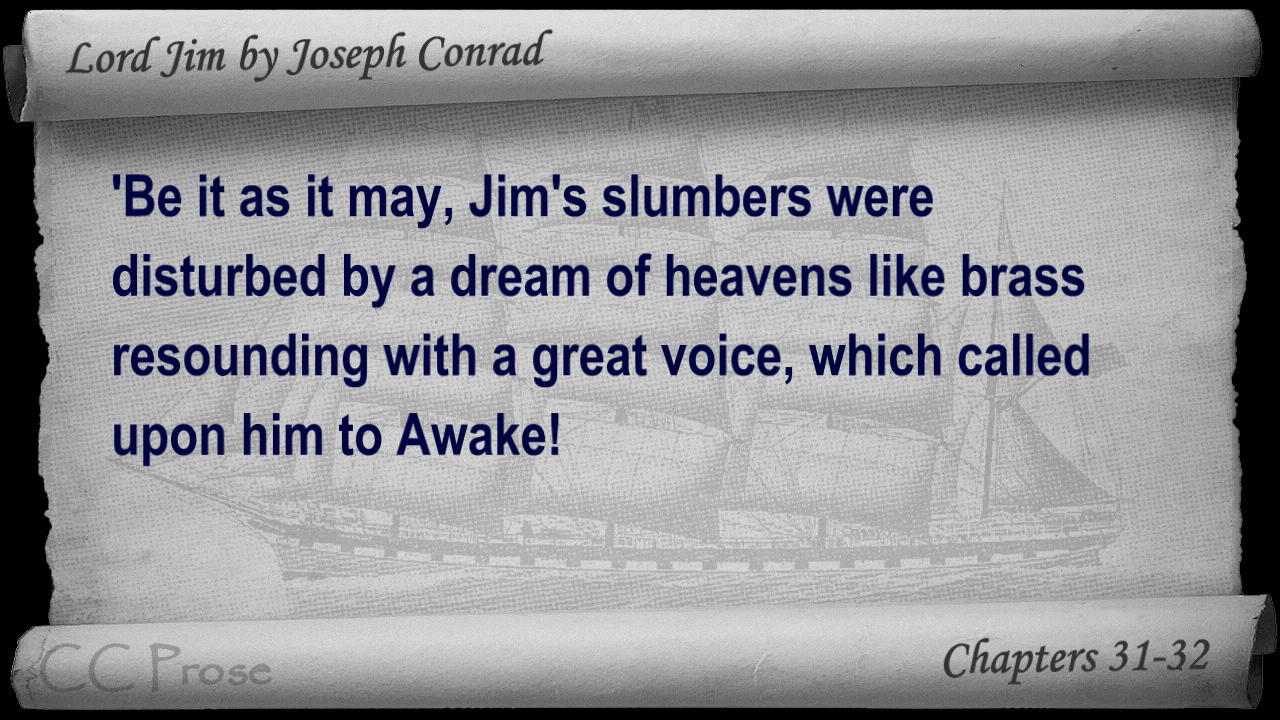 Lord Jim by Joseph Conrad
'Be it as it may, Jim's slumbers were
disturbed by a dream of heavens like brass
resounding with a great voice, which called
upon him to Awake!
CC Prose
Chapters 31-32